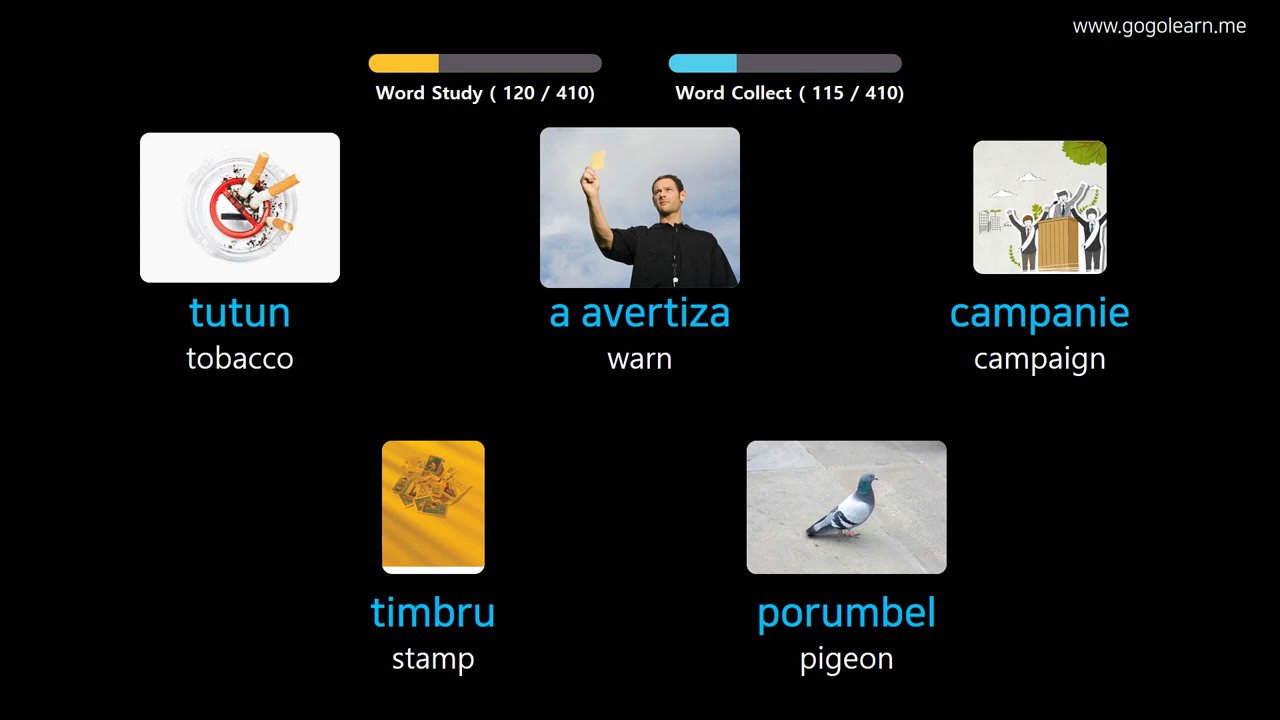 www.gogolearn.me
Word Study ( 120 / 410)
Word Collect ( 115 / 410)
tutun
tobacco
a avertiza
warn
campanie
campaign
timbru
stamp
porumbel
pigeon